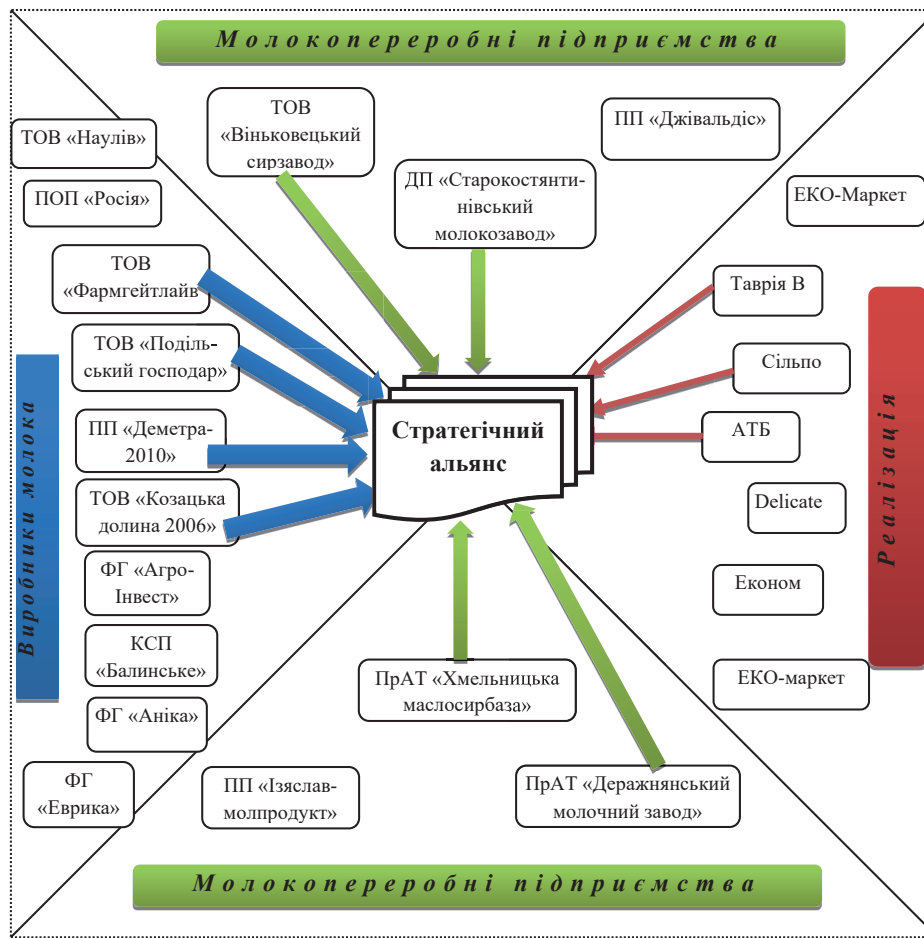 Молокопереробні підприємства
ТОВ
«Віньковецький
сирзавод»
ПП «Джівальдіс»
ТОВ «Наулів»
ДП «Старокостянти-
нівський
молокозавод»
ПОП «Росія»
ЕКО-Маркет
ТОВ
«Фармгейтлайв
Таврія В
ТОВ «Поділь-
ський господар»
Сільпо
ПП «Деметра-
2010»
Стратегічний
альянс
АТБ
ТОВ «Козацька
долина 2006»
Delicate
Виробники молока
Реалізація
ФГ «Агро-
Інвест»
Економ
КСП
«Балинське»
ПрАТ «Хмельницька
маслосирбаза»
ЕКО-маркет
ФГ «Аніка»
ФГ
«Еврика»
ПП «Ізяслав-
молпродукт»
ПрАТ «Деражнянський
молочний завод»
Молокопереробні підприємства